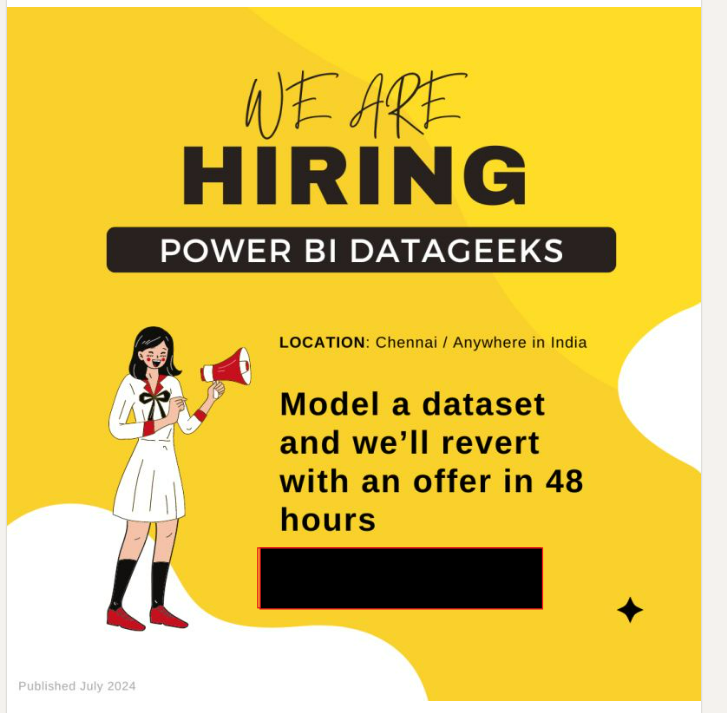 WE ARE
HIRING
POWER BI DATAGEEKS
LOCATION: Chennai / Anywhere in India
Model a dataset
and we’ll revert
with an offer in 48
hours
Published July 2024